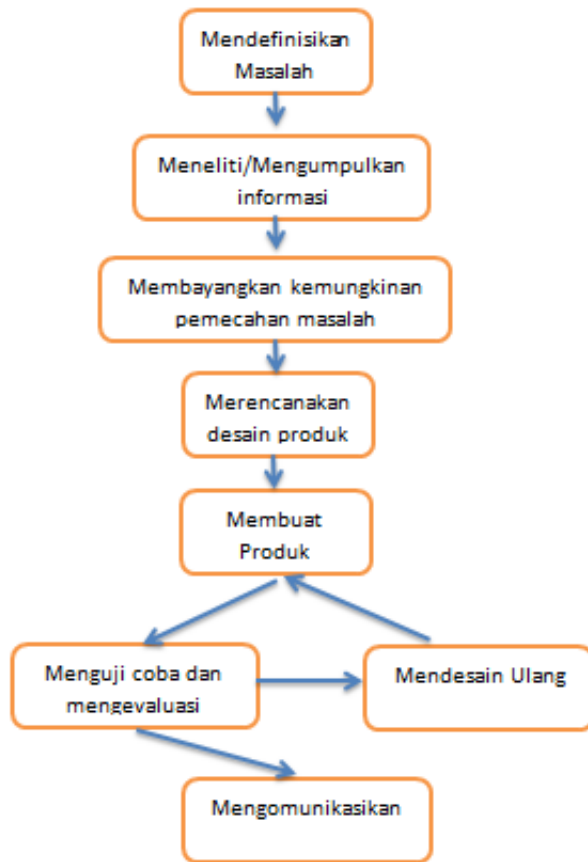 Mendefinisikan
Masalah
Meneliti/Mengumpulkan
informasi
Membayangkan kemungkinan
pemecahan masalah
Merencanakan
desain produk
Membuat
Produk
Menguji coba dan
mengevaluasi
Mendesain Ulang
Mengomunikasikan